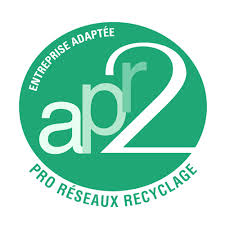 ENTREPRISE ADAPTÉE
apr2
PRO RÉSEAUX RECYCLAGE